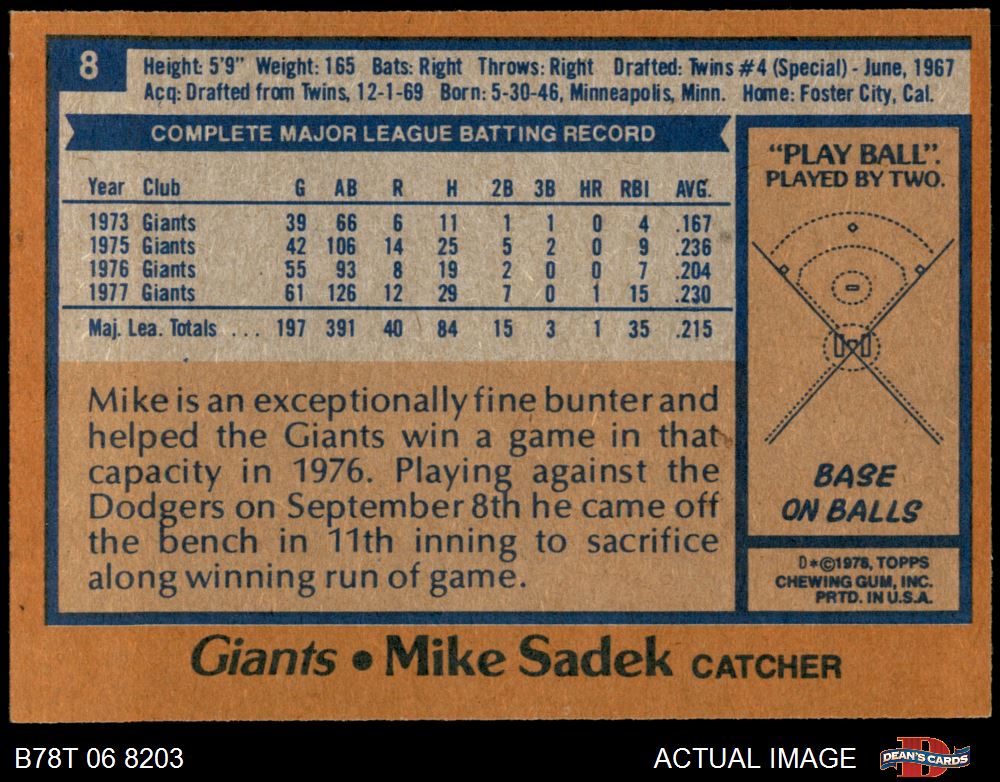 8
Height: 5'9" Weight: 165 Bats: Right Throws: Right Drafted: Twins #4 (Special) - June, 1967
Acq: Drafted from Twins, 12-1-69 Born: 5-30-46, Minneapolis, Minn. Home: Foster City, Cal.
COMPLETE MAJOR LEAGUE BATTING RECORD
Year Club G AB R H 2B 3B HR RBI AVG.
1973 Giants 39 66 6 11 1 1 0 4 .167
1975 Giants 42 106 14 25 5 2 0 9 .236
1976 Giants 55 93 8 19 2 0 0 7 .204
1977 Giants 61 126 12 29 7 0 1 15 .230
Maj. Lea. Totals ... 197 391 40 84 15 3 1 35 .215
Mike is an exceptionally fine bunter and
helped the Giants win a game in that
capacity in 1976. Playing against the
Dodgers on September 8th he came off
the bench in 11th inning to sacrifice
along winning run of game.
"PLAY BALL".
PLAYED BY TWO.
BASE
ON BALLS
D*©1978, TOPPS
CHEWING GUM, INC.
PRTD. IN U.S.A.
Giants • Mike Sadek CATCHER
B78T 06 8203
ACTUAL IMAGE
DEAN'S CARDS